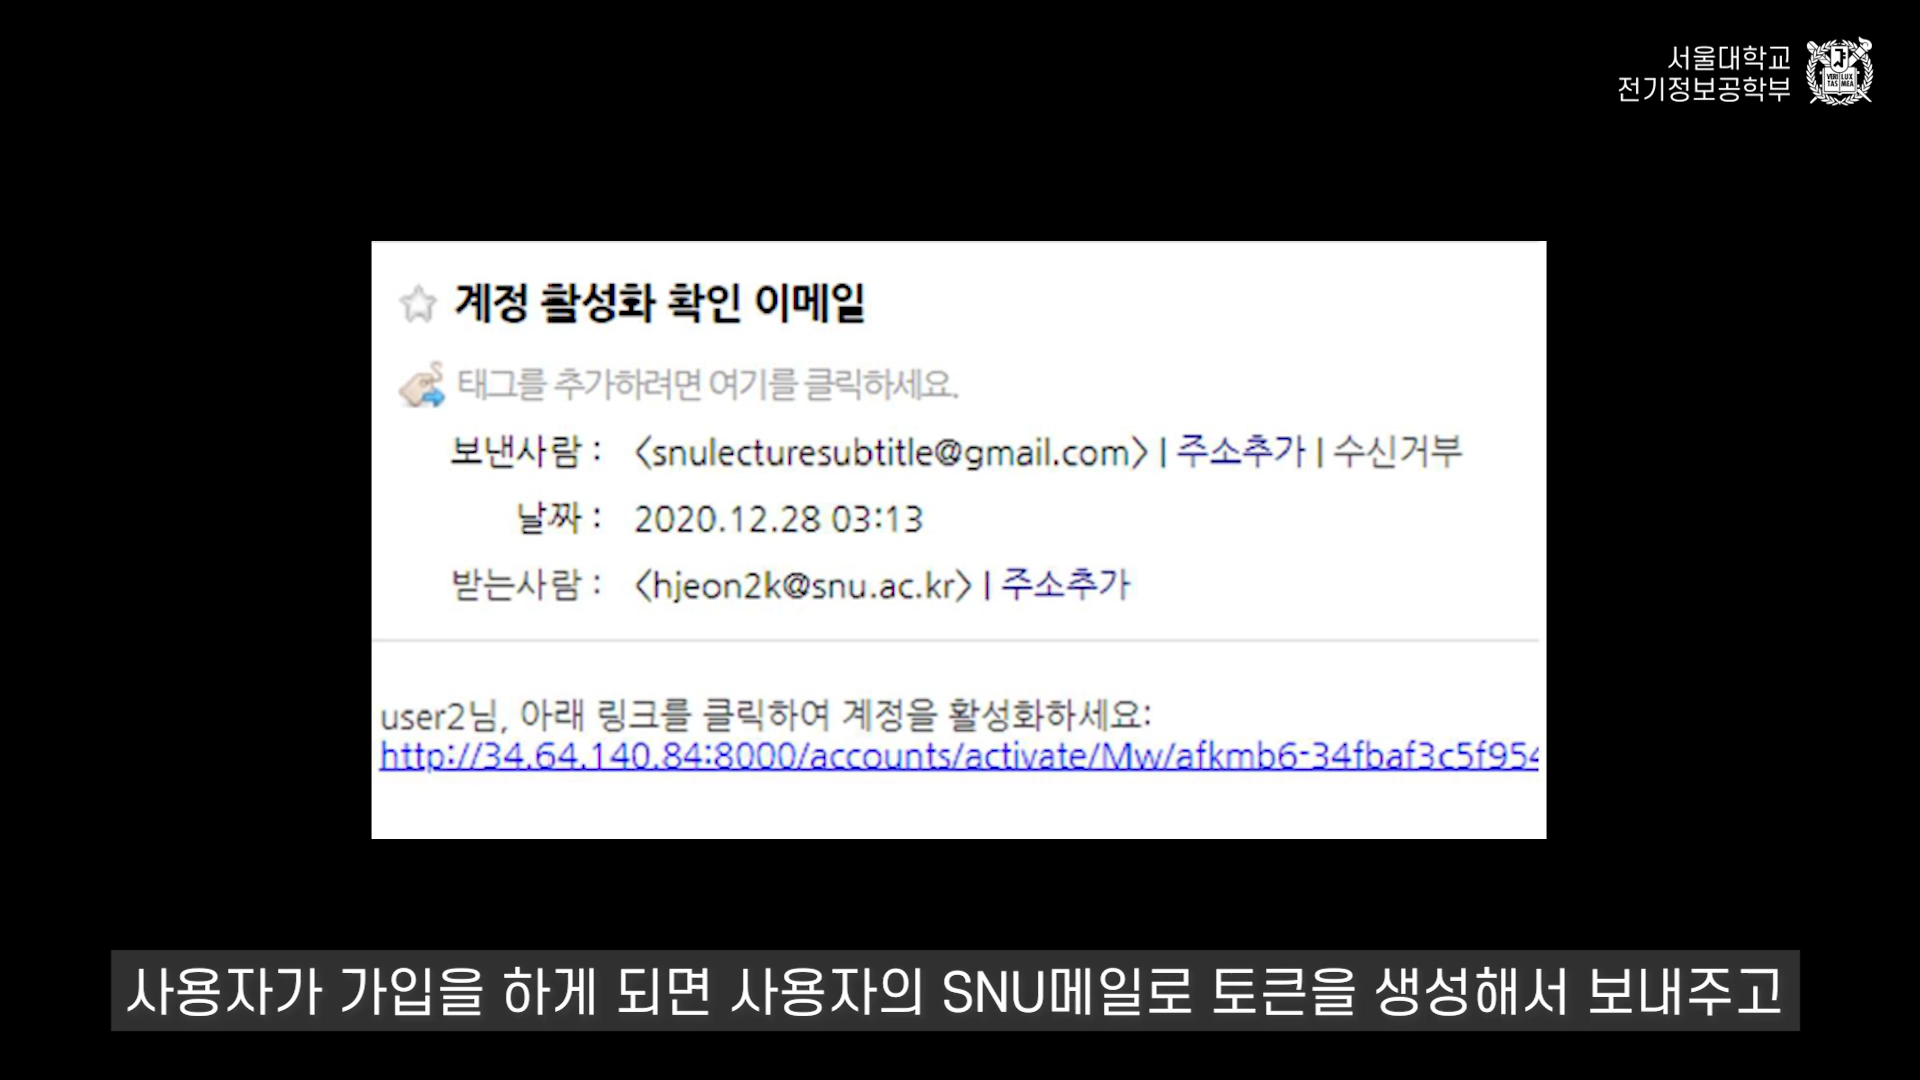 서울대학교
전기정보공학부
VERI LUX
TAS MEA
계정 활성화 확인 이메일
태그를 추가하려면 여기를 클릭하세요.
보낸사람 : <snulecturesubtitle@gmail.com> | 주소추가 | 수신거부
날짜 : 2020.12.28 03:13
받는사람 : <hjeon2k@snu.ac.kr> | 주소추가
user2님, 아래 링크를 클릭하여 계정을 활성화하세요:
http://34.64.140.84:8000/accounts/activate/Mw/afkmb6-34fbaf3c5f954
사용자가 가입을 하게 되면 사용자의 SNU메일로 토큰을 생성해서 보내주고